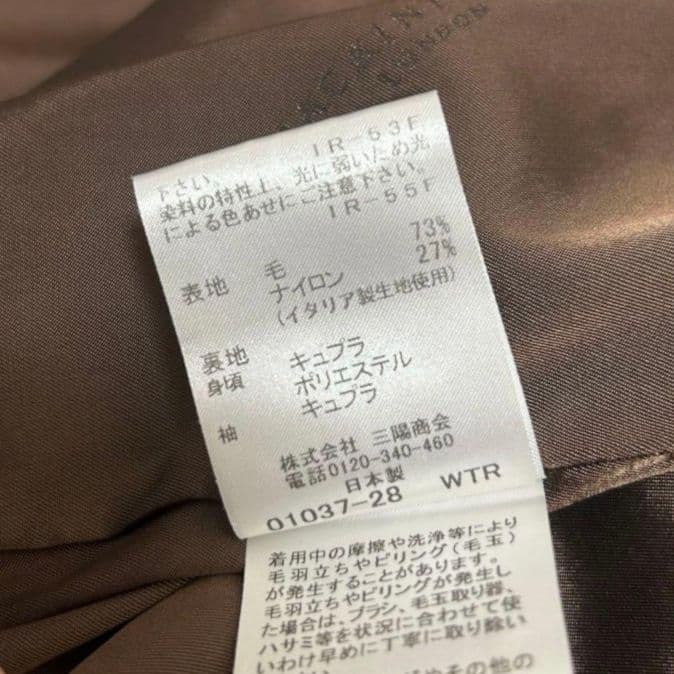 LONDON
IR-53F
下さい。
染料の特性上、光に弱いため光
による色あせにご注意下さい。
IR-55F
表地 毛 73%
ナイロン 27%
(イタリア製生地使用)
裏地 キュプラ
身頃 ポリエステル
袖 キュプラ
株式会社 三陽商会
電話0120-340-460
日本製
01037-28 WTR
着用中の摩擦や洗浄等により
毛羽立ちやピリング(毛玉)
が発生することがあります。
毛羽立ちやピリングが発生し
た場合は、ブラシ、毛玉取り器、
ハサミ等を状況に合わせて使
いわけ早めに丁寧に取り除い
その他の